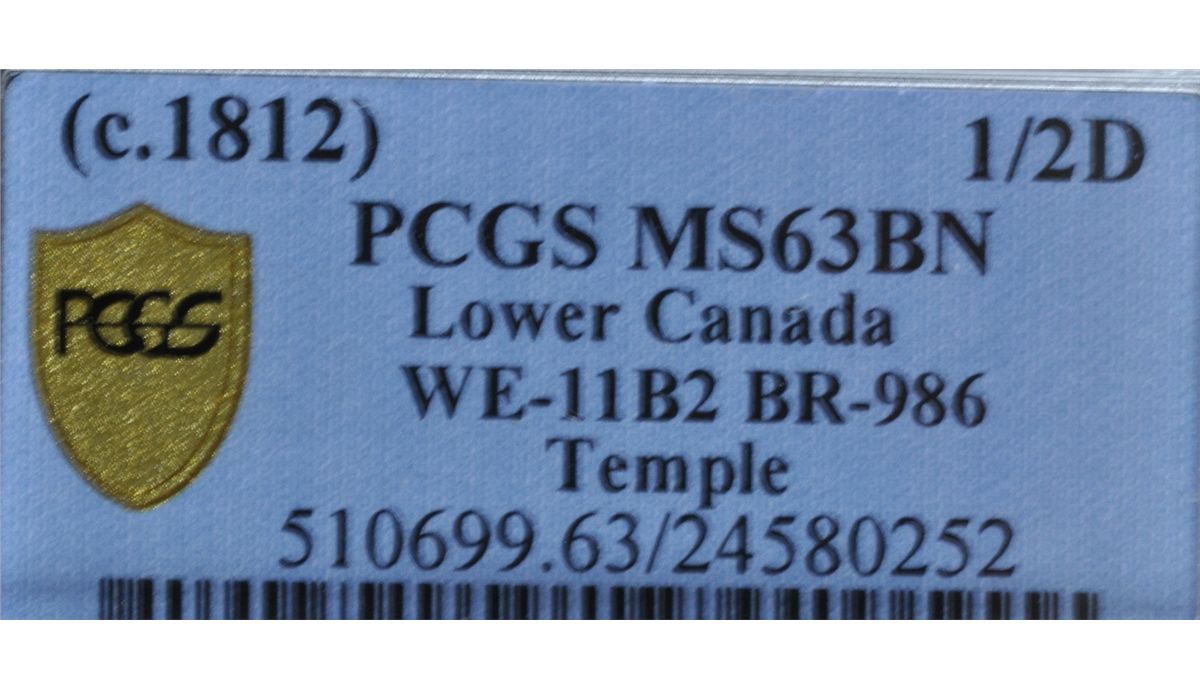 (c.1812) 1/2D
PCGS MS63BN
Lower Canada
PCGS
WE-11B2 BR-986
Temple
510699.63/24580252